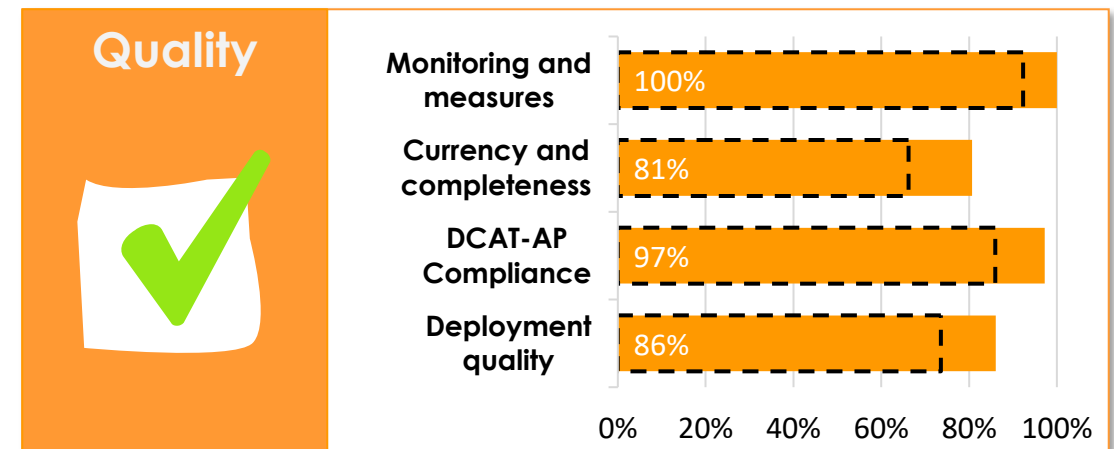 Quality
Monitoring and
measures
100%
Currency and
completeness
81%
DCAT-AP
Compliance
97%
Deployment
quality
86%
0% 20% 40% 60% 80% 100%